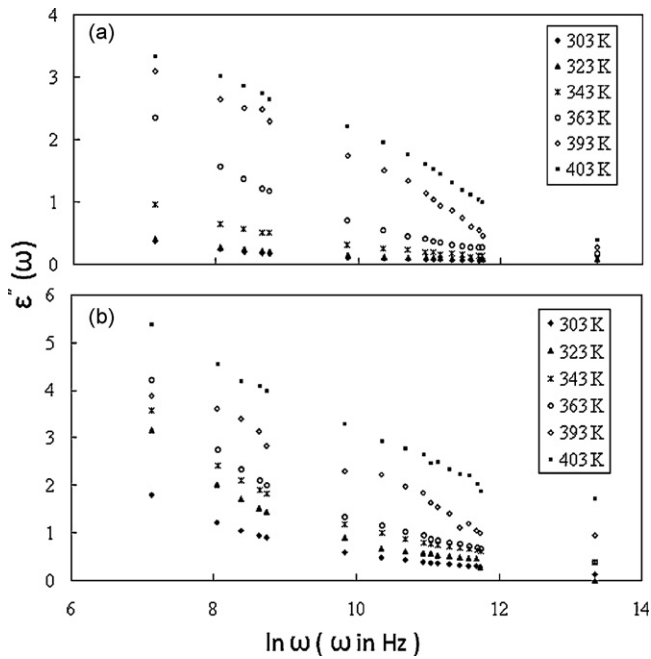 4
(a)
303 K
323 K
343 K
363 K
393 K
403 K
3
2
1
0
ε″(ω)
6
(b)
303 K
323 K
343 K
363 K
393 K
403 K
5
4
3
2
1
0
6 8 10 12 14
ln ω ( ω in Hz)